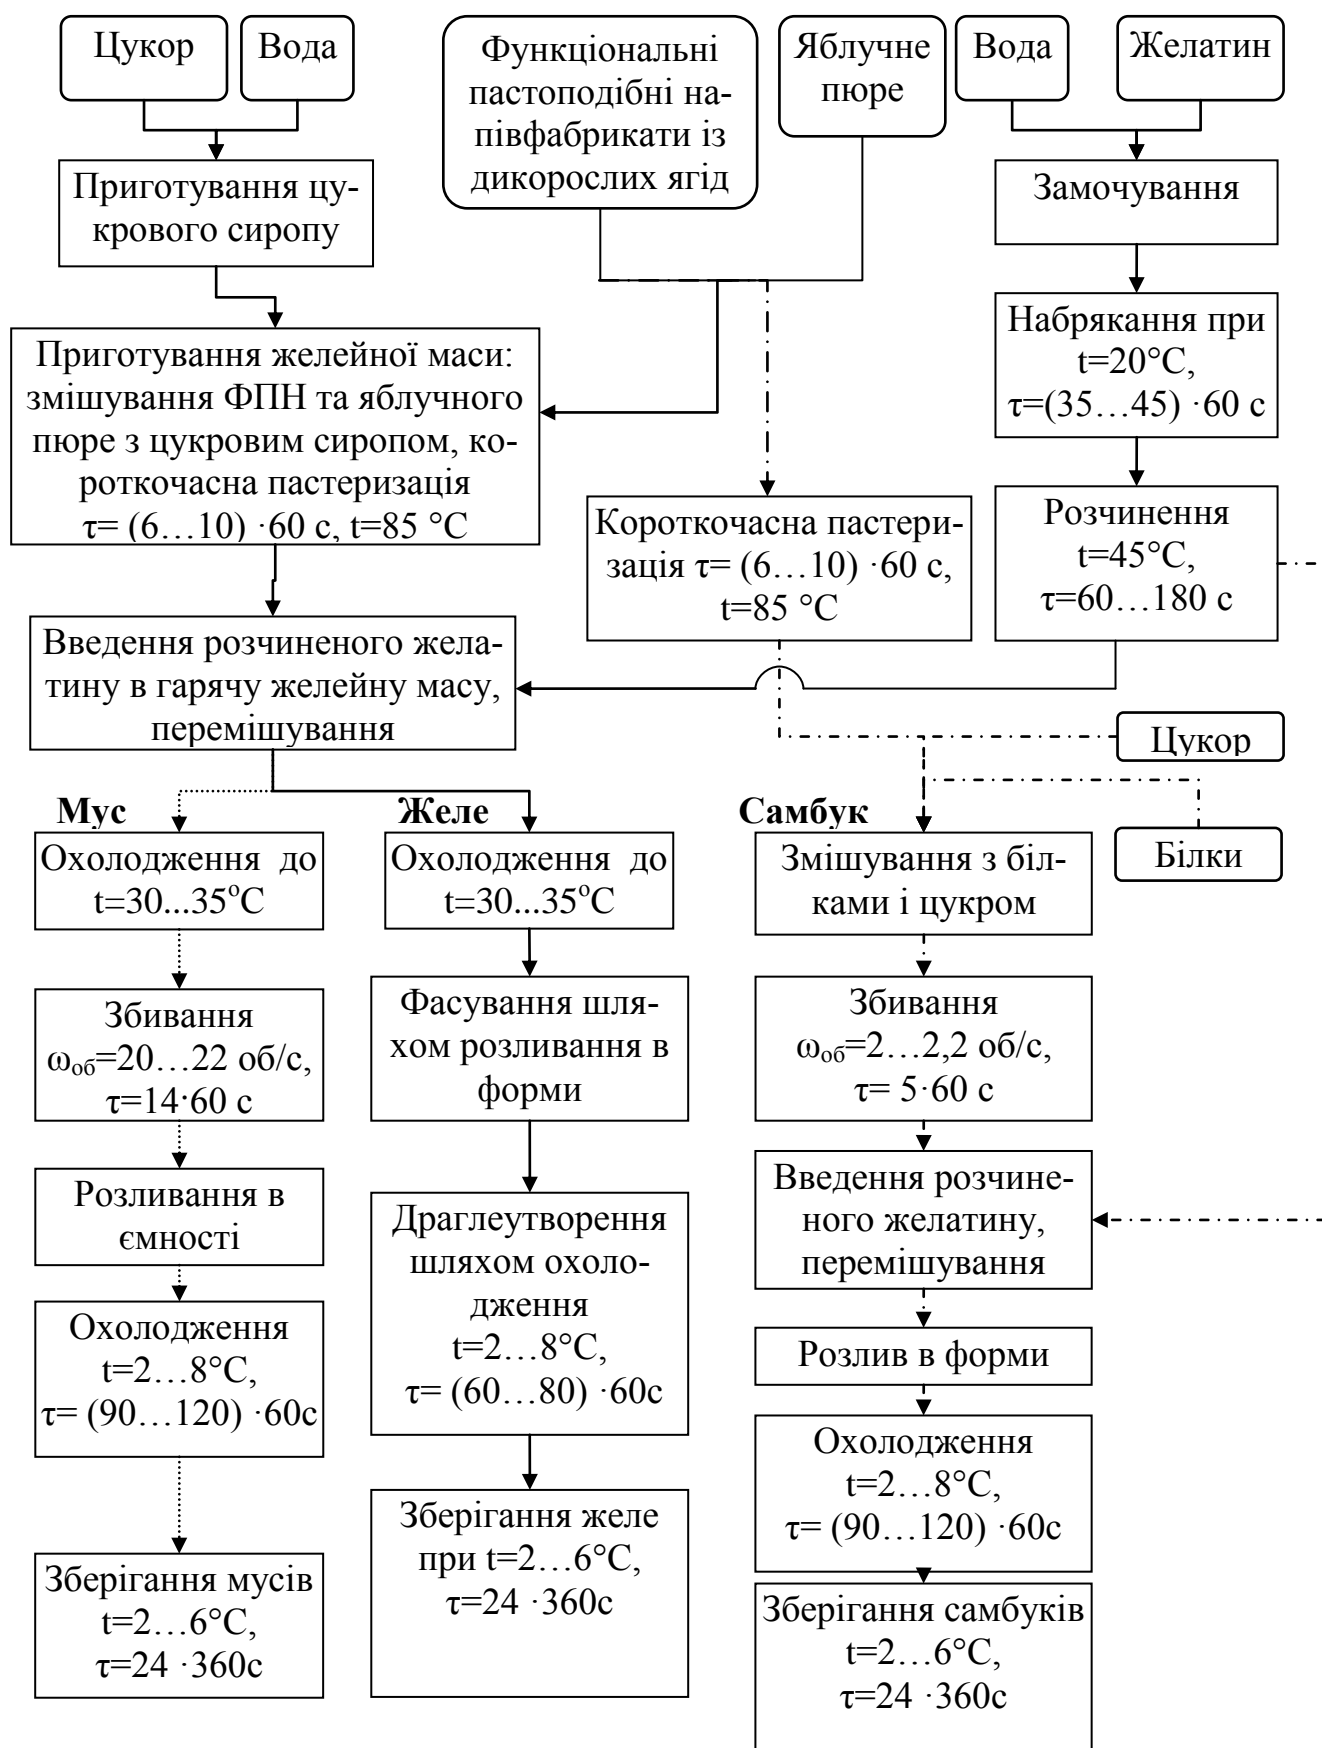 Цукор
Вода
Функціональні
пастоподібні на-
півфабрикати із
дикорослих ягід
Яблучне
пюре
Вода
Желатин
Приготування цу-
крового сиропу
Замочування
Набрякання при
t=20°С,
τ=(35…45) ·60 с
Приготування желейної маси:
змішування ФПН та яблучного
пюре з цукровим сиропом, ко-
роткочасна пастеризація
τ= (6…10) ·60 с, t=85 °С
Короткочасна пастери-
зація τ= (6…10) ·60 с,
t=85 °С
Розчинення
t=45°С,
τ=60…180 с
Введення розчиненого жела-
тину в гарячу желейну масу,
перемішування
Цукор
Білки
Мус
Охолодження до
t=30...35°С
Збивання
ωоб=20…22 об/с,
τ=14·60 с
Розливання в
ємності
Охолодження
t=2…8°С,
τ= (90…120) ·60с
Зберігання мусів
t=2…6°С,
τ=24 ·360с
Желе
Охолодження до
t=30...35°С
Фасування шля-
хом розливання в
форми
Драглеутворення
шляхом охоло-
дження
t=2…8°С,
τ= (60…80) ·60с
Зберігання желе
при t=2…6°С,
τ=24 ·360с
Самбук
Змішування з біл-
ками і цукром
Збивання
ωоб=2…2,2 об/с,
τ= 5·60 с
Введення розчине-
ного желатину,
перемішування
Розлив в форми
Охолодження
t=2…8°С,
τ= (90…120) ·60с
Зберігання самбуків
t=2…6°С,
τ=24 ·360с